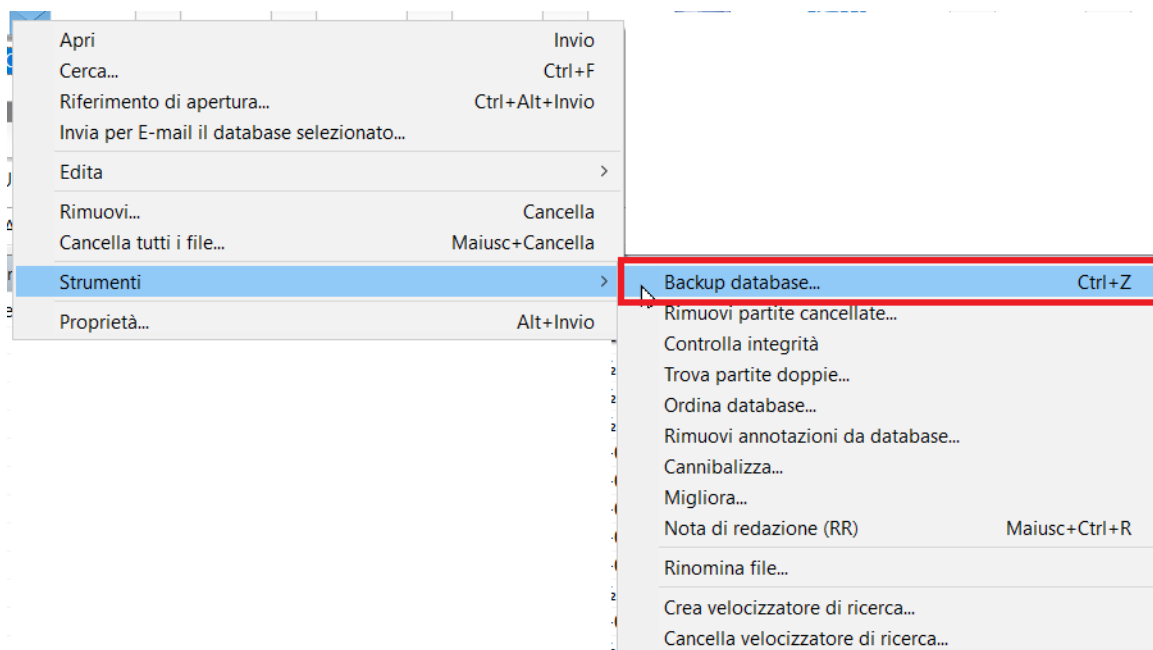 Apri Invio
Cerca... Ctrl+F
Riferimento di apertura... Ctrl+Alt+Invio
Invia per E-mail il database selezionato...
Edita
Rimuovi... Cancella
Cancella tutti i file... Maiusc+Cancella
Strumenti
Proprietà... Alt+Invio
Backup database... Ctrl+Z
Rimuovi partite cancellate...
Controlla integrità
Trova partite doppie...
Ordina database...
Rimuovi annotazioni da database...
Cannibalizza...
Migliora...
Nota di redazione (RR) Maiusc+Ctrl+R
Rinomina file...
Crea velocizzatore di ricerca...
Cancella velocizzatore di ricerca...